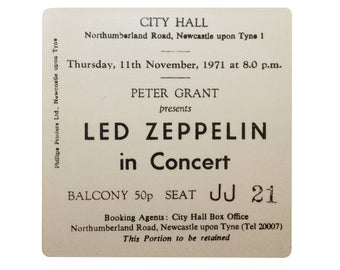 CITY HALL
Northumberland Road, Newcastle upon Tyne 1
Thursday, 11th November, 1971 at 8.0 p.m.
PETER GRANT
presents
LED ZEPPELIN
in Concert
BALCONY 50p SEAT JJ 21
Booking Agents: City Hall Box Office
Northumberland Road, Newcastle upon Tyne (Tel 20007)
This Portion to be retained
Phillips Printers Ltd., Newcastle upon Tyne